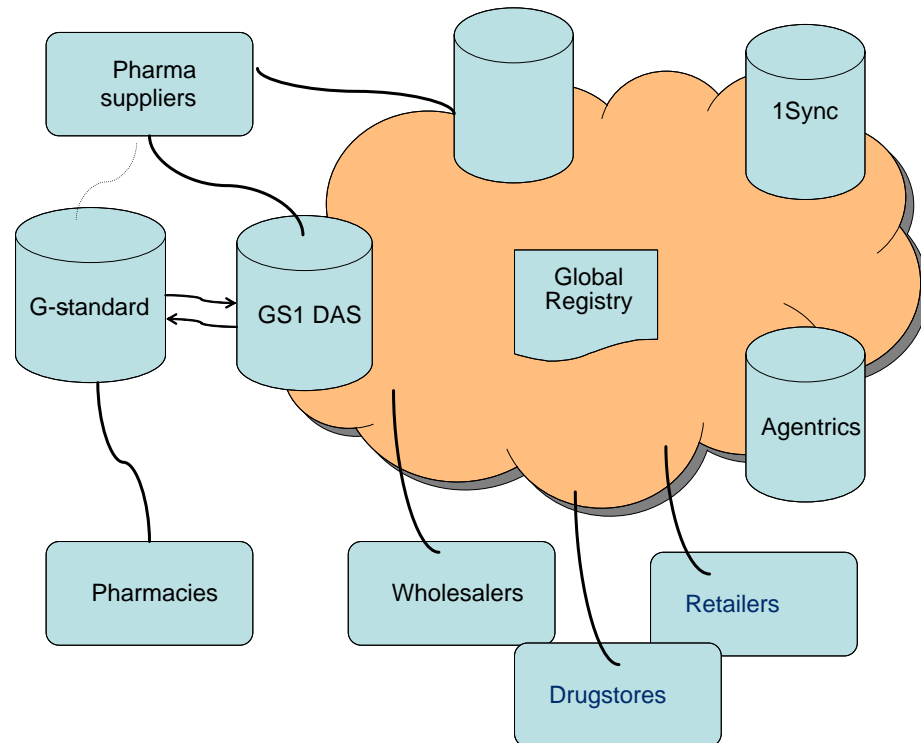 Pharma
suppliers
1Sync
G-standard
GS1 DAS
Global
Registry
Agentrics
Pharmacies
Wholesalers
Retailers
Drugstores